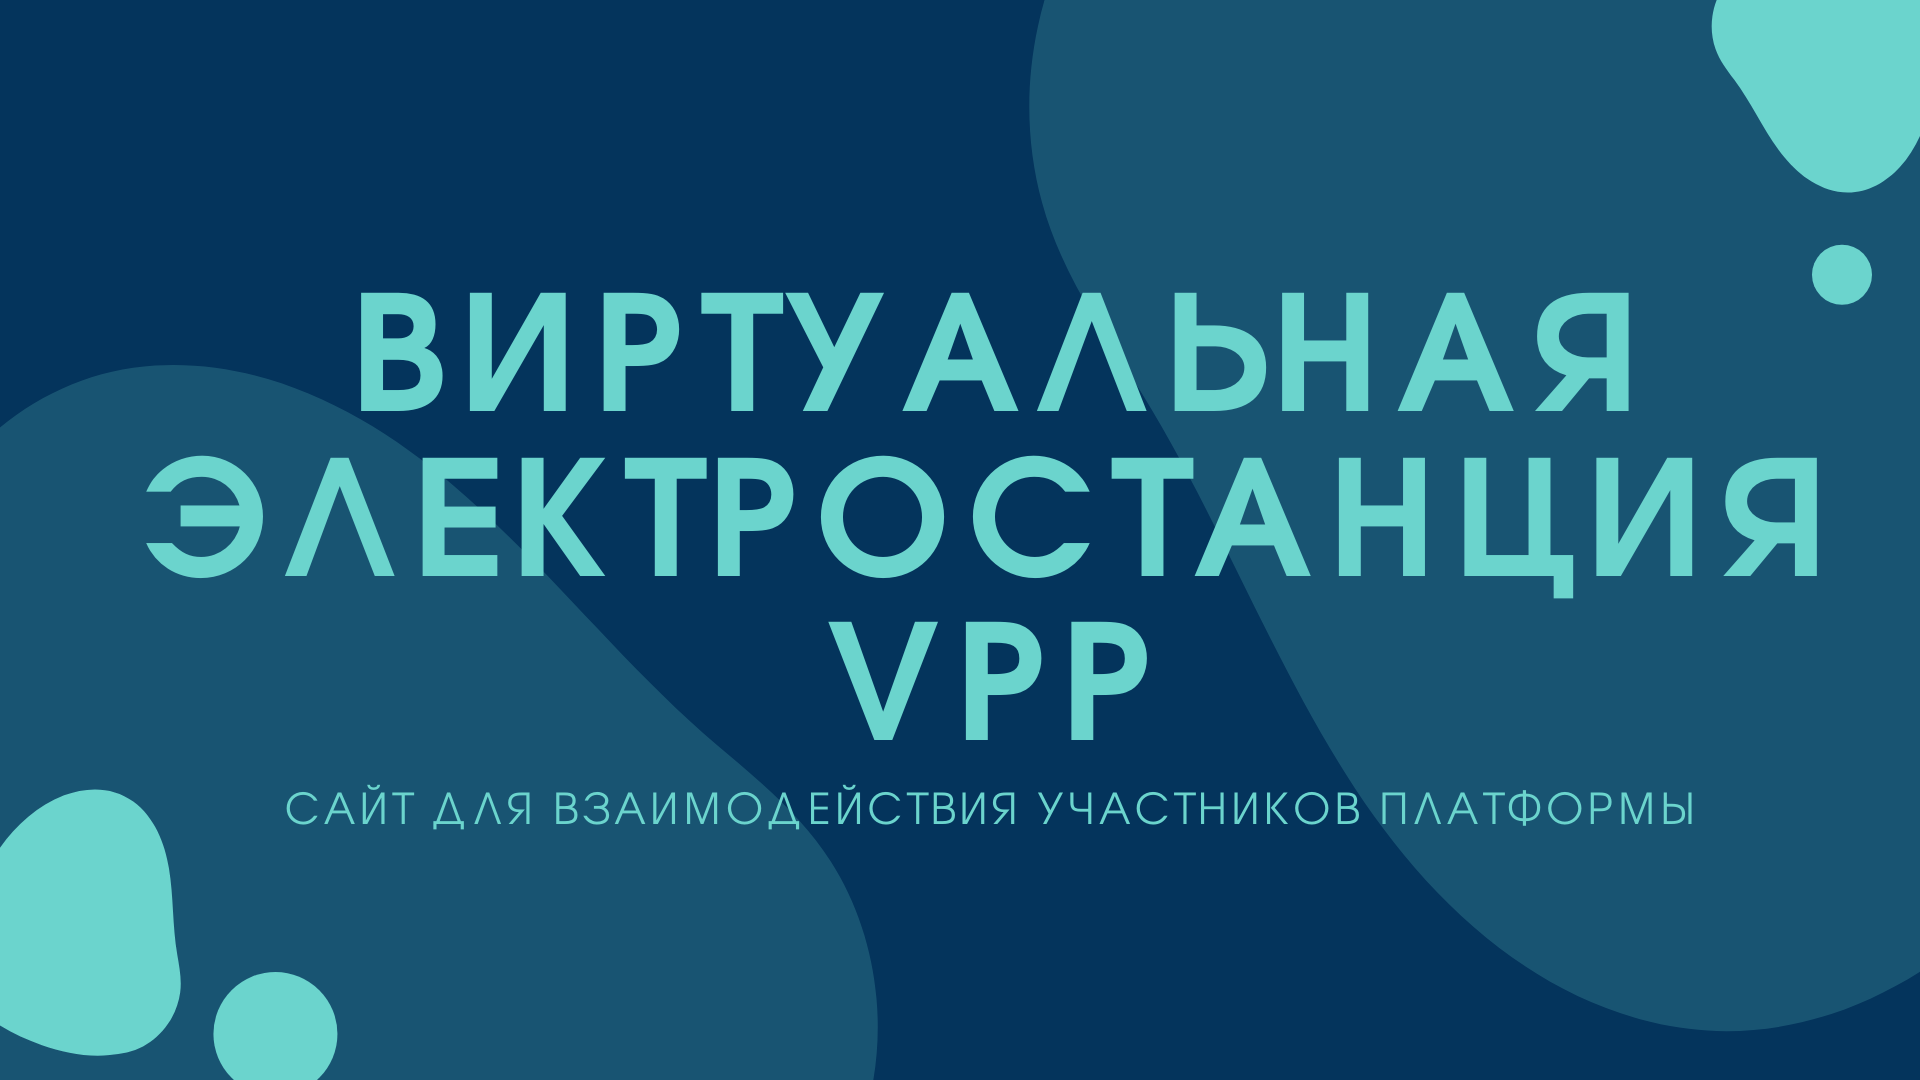 ВИРТУАЛЬНАЯ
ЭЛЕКТРОСТАНЦИЯ
VPP
САЙТ ДЛЯ ВЗАИМОДЕЙСТВИЯ УЧАСТНИКОВ ПЛАТФОРМЫ